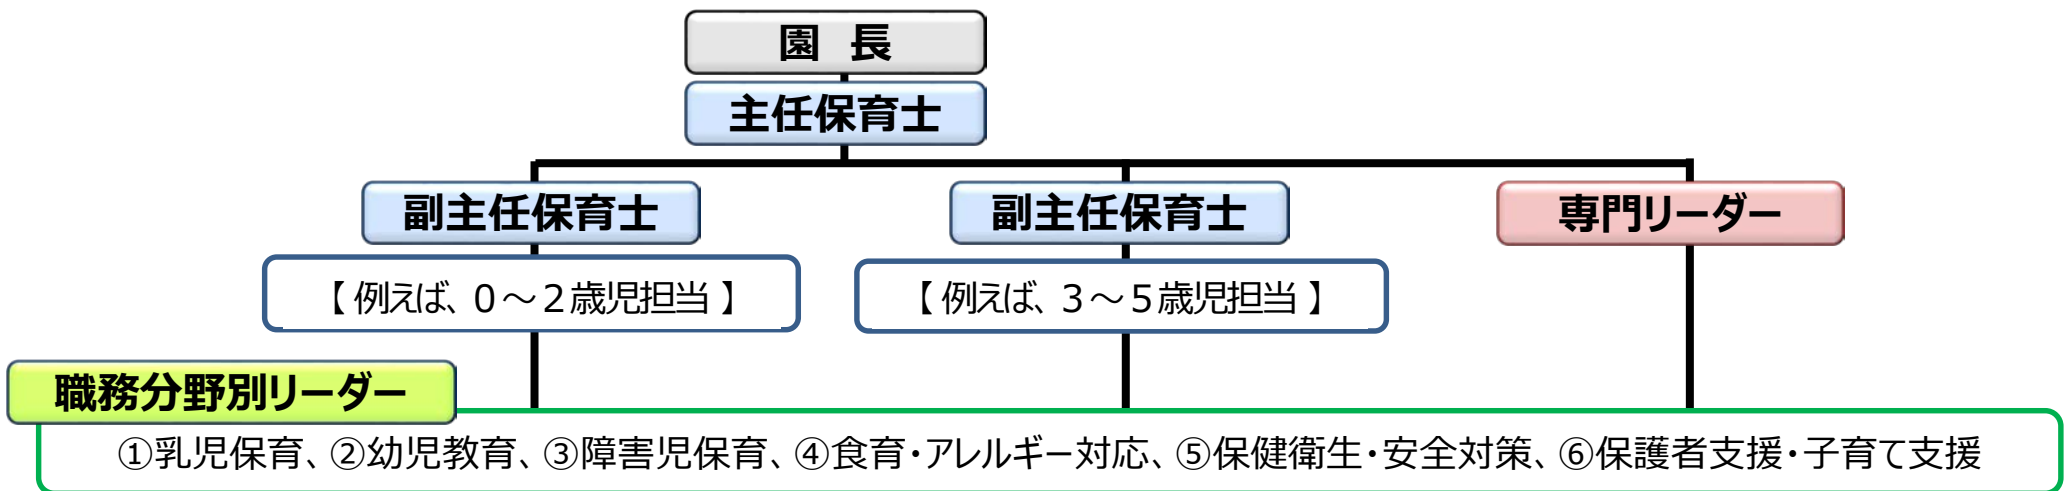 園 長
主任保育士
副主任保育士
副主任保育士
専門リーダー
【例えば、0～2歳児担当】
【例えば、3～5歳児担当】
職務分野別リーダー
①乳児保育、②幼児教育、③障害児保育、④食育・アレルギー対応、⑤保健衛生・安全対策、⑥保護者支援・子育て支援